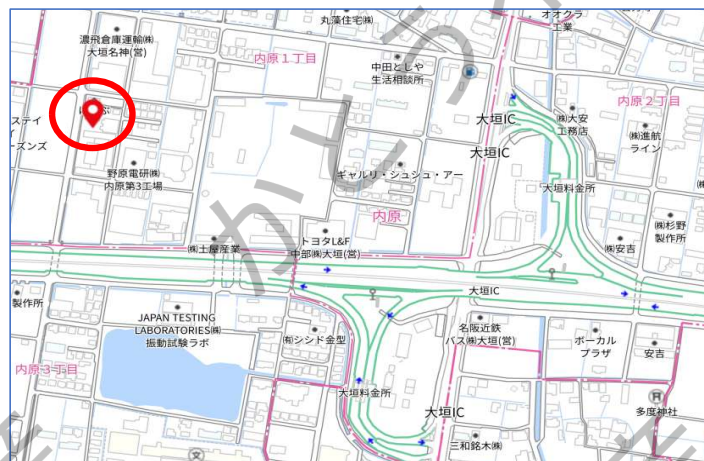 丸藻住宅㈱
オオクラ
工業
濃飛倉庫運輸㈱
大垣名神(営)
内原1丁目
中田としや
生活相談所
内原2丁目
ステイ
ーズンズ
大垣IC
㈱大安
工務店
㈱進航
ライン
大垣IC
野原電研㈱
内原第3工場
ギャルリ・シュシュ・アー
大垣料金所
内原
㈱杉野
製作所
㈱土屋産業
トヨタL&F
中部㈱大垣(営)
㈱安吉
大垣IC
製作所
JAPAN TESTING
LABORATORIES㈱
振動試験ラボ
㈲シンド金型
名阪近鉄
バス㈱大垣(営)
ボーカル
プラザ
安吉
内原3丁目
大垣料金所
大垣IC
多度神社
三和銘木㈱